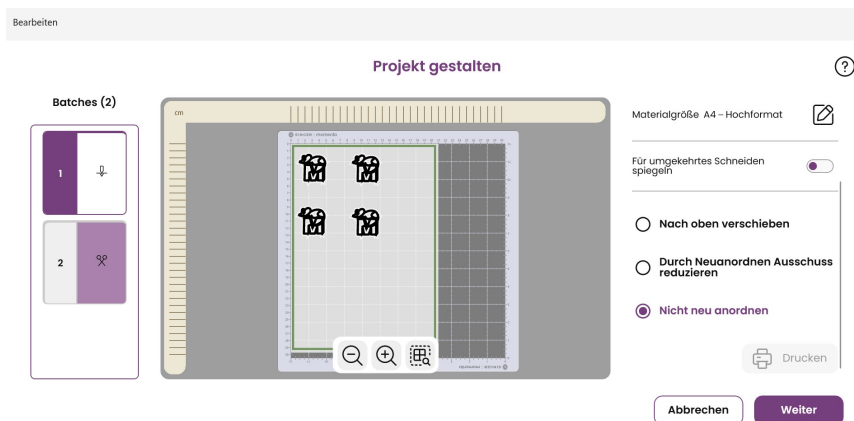 Bearbeiten
Projekt gestalten
?
Batches (2)
1
2
cm
Materialgröße A4 – Hochformat
Für umgekehrtes Schneiden
spiegeln
Nach oben verschieben
Durch Neuanordnen Ausschuss
reduzieren
Nicht neu anordnen
Drucken
Abbrechen
Weiter